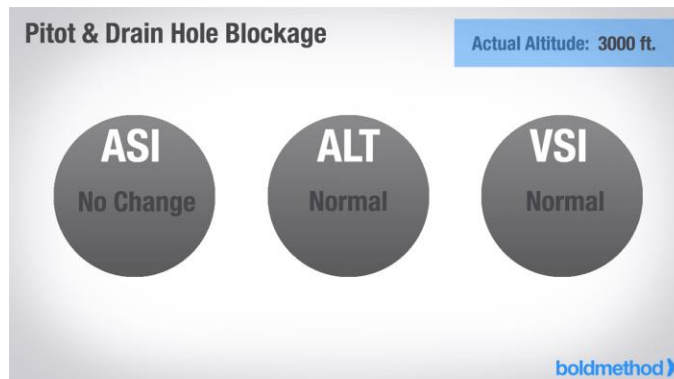 Pitot & Drain Hole Blockage
Actual Altitude: 3000 ft.
ASI
No Change
ALT
Normal
VSI
Normal
boldmethod